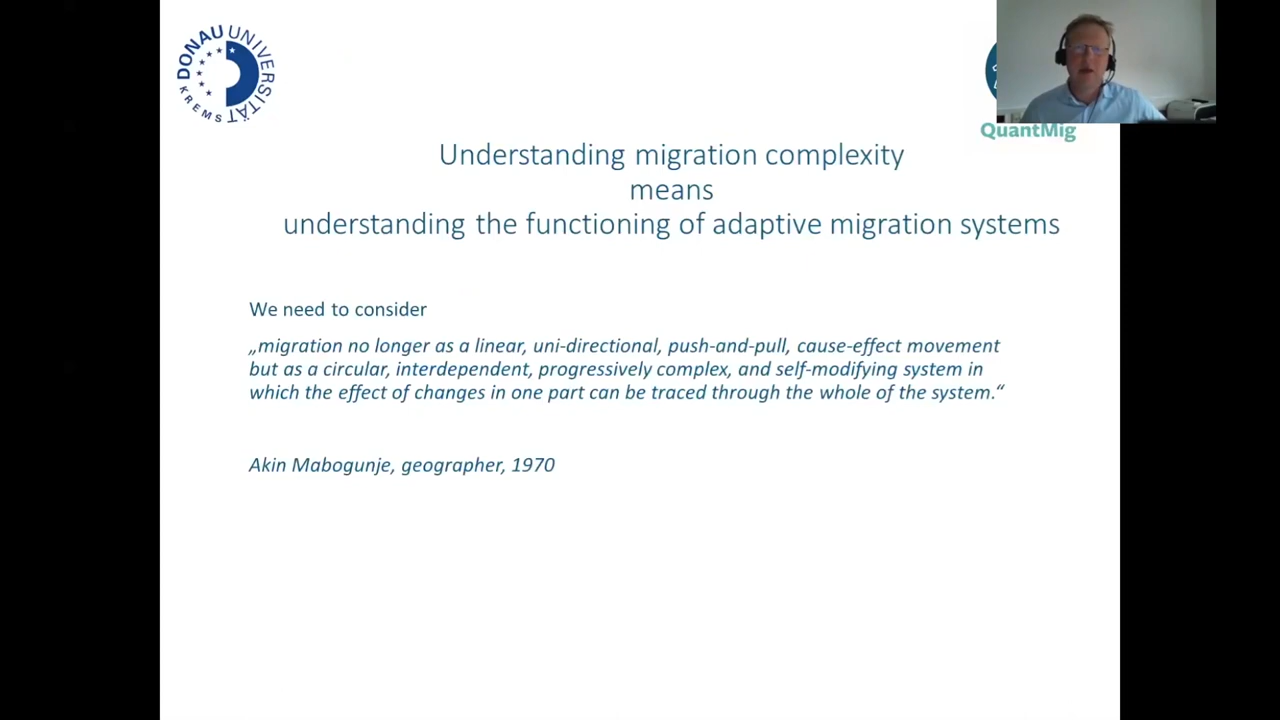 DONAU UNIVERSITÄT
KREMS
QuantMig
Understanding migration complexity
means
understanding the functioning of adaptive migration systems
We need to consider
„migration no longer as a linear, uni-directional, push-and-pull, cause-effect movement
but as a circular, interdependent, progressively complex, and self-modifying system in
which the effect of changes in one part can be traced through the whole of the system.“
Akin Mabogunje, geographer, 1970